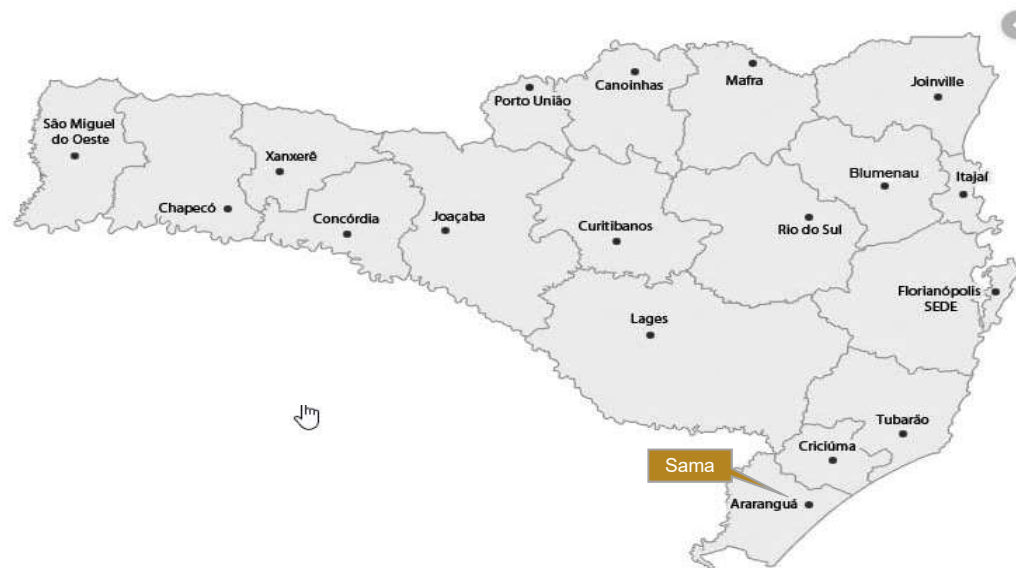 Porto União
Canoinhas
Mafra
Joinville
São Miguel
do Oeste
Xanxerê
Blumenau
Itajaí
Chapecó
Concórdia
Joaçaba
Curitibanos
Rio do Sul
Florianópolis
SEDE
Lages
Tubarão
Criciúma
Sama
Araranguá